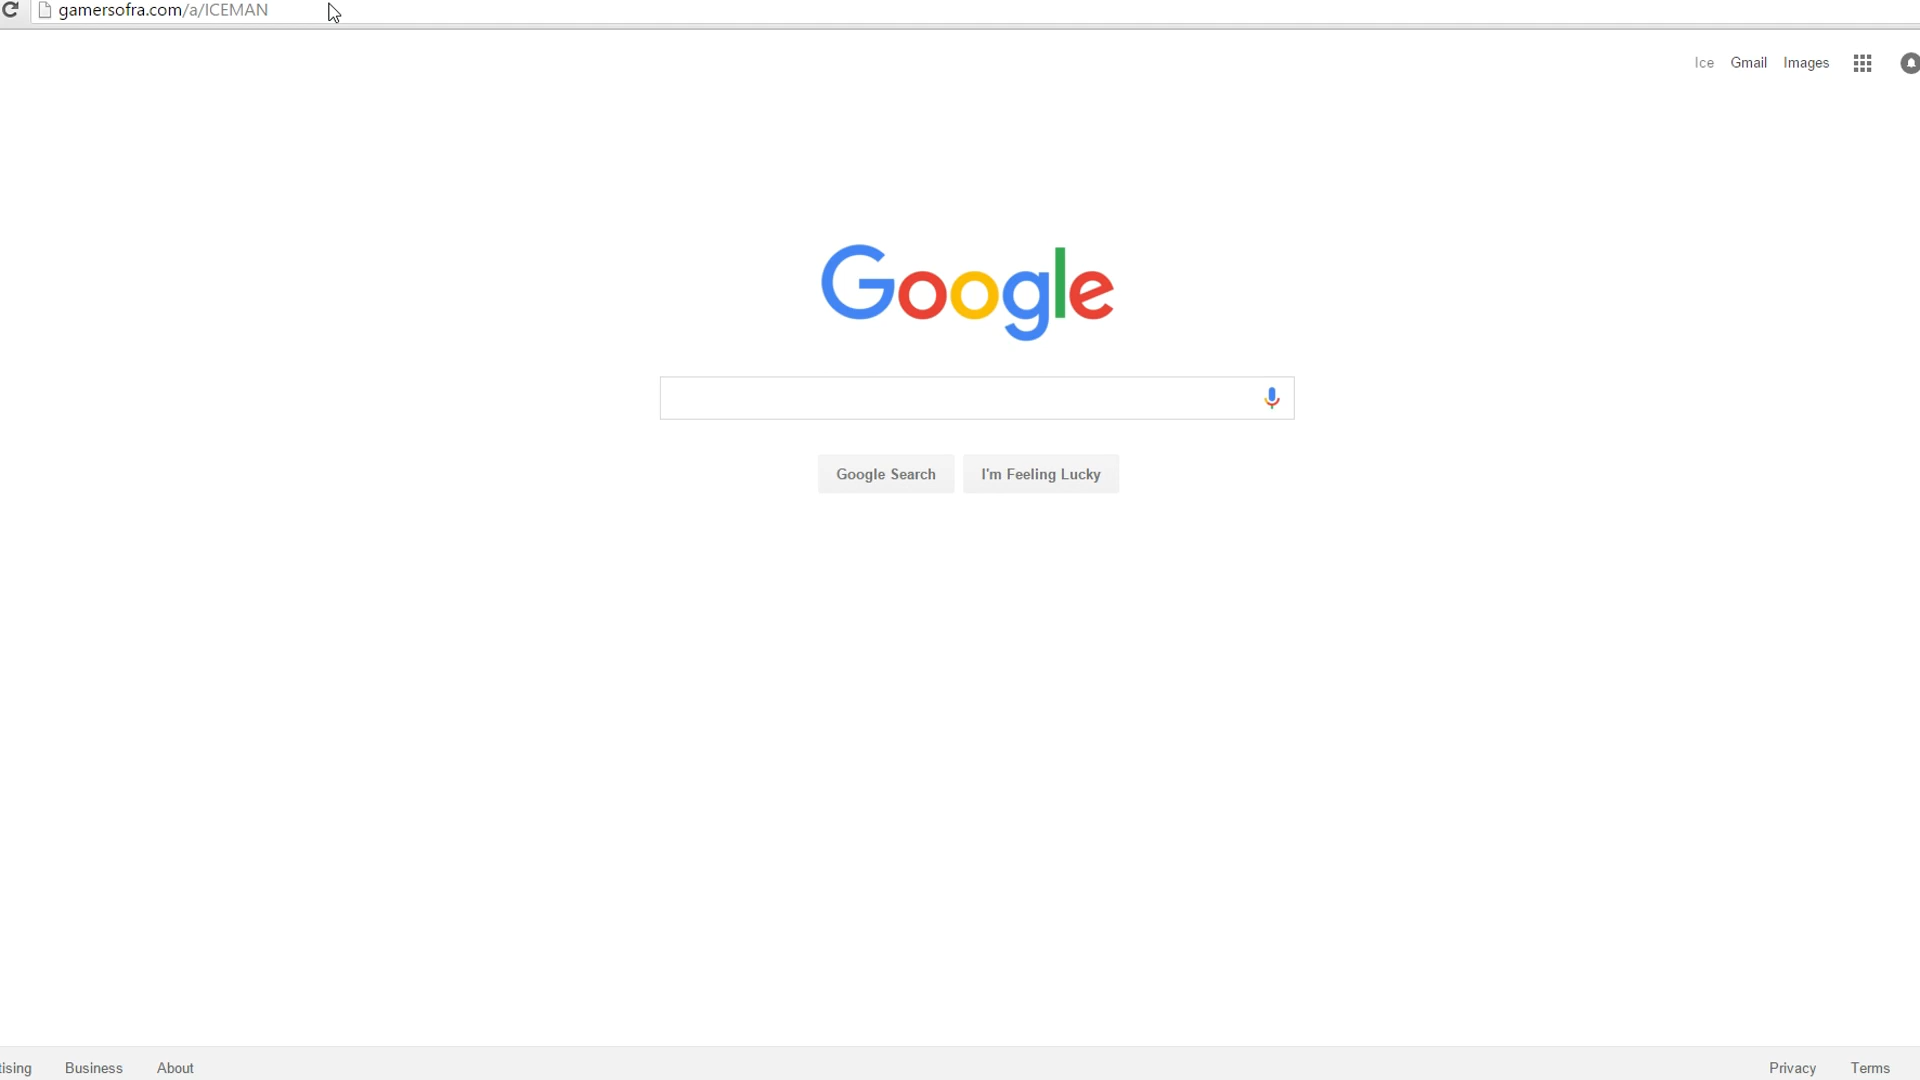 gamersofra.com/a/ICEMAN
Ice Gmail Images
Google
Google Search I'm Feeling Lucky
tising Business About Privacy Terms